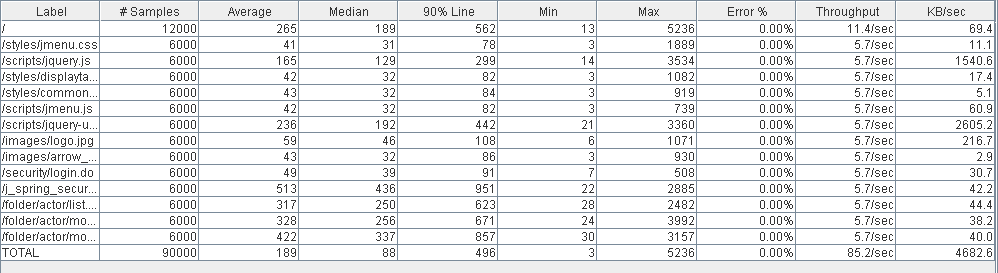 Label # Samples Average Median 90% Line Min Max Error % Throughput KB/sec
/ 12000 265 189 562 13 5236 0.00% 11.4/sec 69.4
/styles/jmenu.css 6000 41 31 78 3 1889 0.00% 5.7/sec 11.1
/scripts/jquery.js 6000 165 129 299 14 3534 0.00% 5.7/sec 1540.6
/styles/displayta... 6000 42 32 82 3 1082 0.00% 5.7/sec 17.4
/styles/common... 6000 43 32 84 3 919 0.00% 5.7/sec 5.1
/scripts/jmenu.js 6000 42 32 82 3 739 0.00% 5.7/sec 60.9
/scripts/jquery-u... 6000 236 192 442 21 3360 0.00% 5.7/sec 2605.2
/images/logo.jpg 6000 59 46 108 6 1071 0.00% 5.7/sec 216.7
/images/arrow_... 6000 43 32 86 3 930 0.00% 5.7/sec 2.9
/security/login.do 6000 49 39 91 7 508 0.00% 5.7/sec 30.7
/j_spring_secur... 6000 513 436 951 22 2885 0.00% 5.7/sec 42.2
/folder/actor/list.... 6000 317 250 623 28 2482 0.00% 5.7/sec 44.4
/folder/actor/mo... 6000 328 256 671 24 3992 0.00% 5.7/sec 38.2
/folder/actor/mo... 6000 422 337 857 30 3157 0.00% 5.7/sec 40.0
TOTAL 90000 189 88 496 3 5236 0.00% 85.2/sec 4682.6